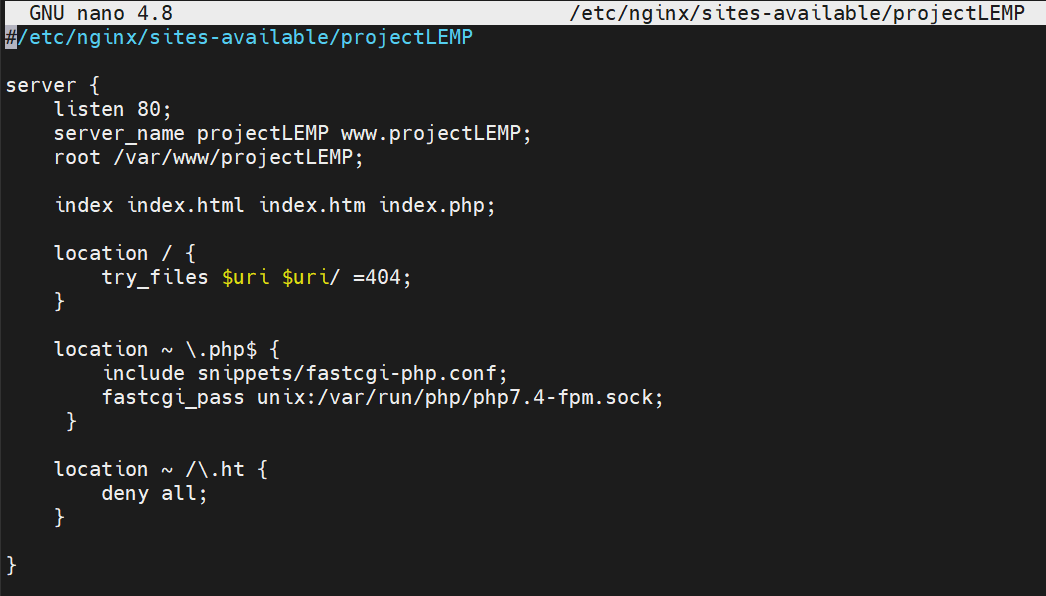 GNU nano 4.8 /etc/nginx/sites-available/projectLEMP
#/etc/nginx/sites-available/projectLEMP
server {
listen 80;
server_name projectLEMP www.projectLEMP;
root /var/www/projectLEMP;
index index.html index.htm index.php;
location / {
try_files $uri $uri/ =404;
}
location ~ \.php$ {
include snippets/fastcgi-php.conf;
fastcgi_pass unix:/var/run/php/php7.4-fpm.sock;
}
location ~ /\.ht {
deny all;
}
}